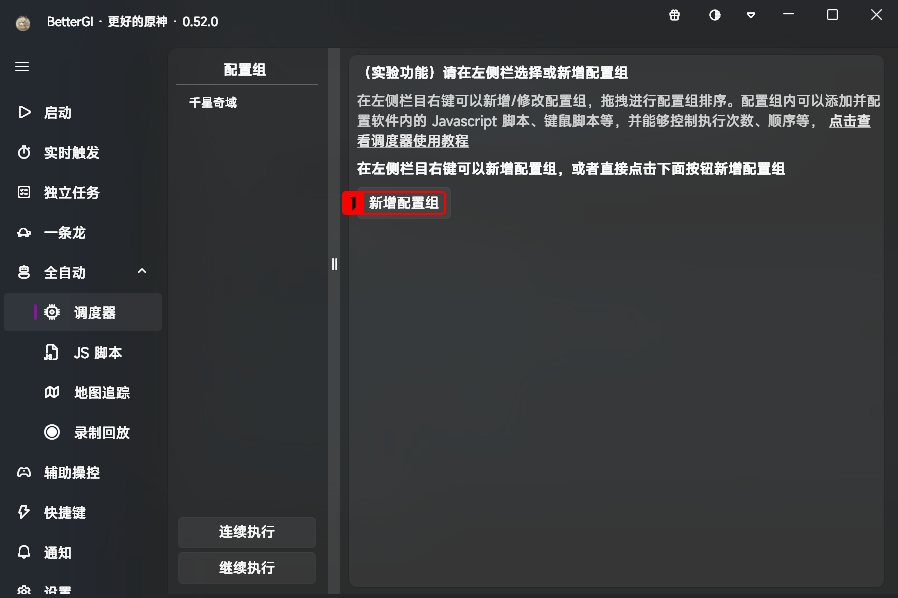 BetterGI · 更好的原神 · 0.52.0
启动
实时触发
独立任务
一条龙
全自动
调度器
JS 脚本
地图追踪
录制回放
辅助操控
快捷键
通知
设置
配置组
千星奇域
连续执行
继续执行
（实验功能）请在左侧栏选择或新增配置组
在左侧栏目右键可以新增/修改配置组，拖拽进行配置组排序。配置组内可以添加并配
置软件内的 Javascript 脚本、键鼠脚本等，并能够控制执行次数、顺序等， 点击查
看调度器使用教程
在左侧栏目右键可以新增配置组，或者直接点击下面按钮新增配置组
1 新增配置组